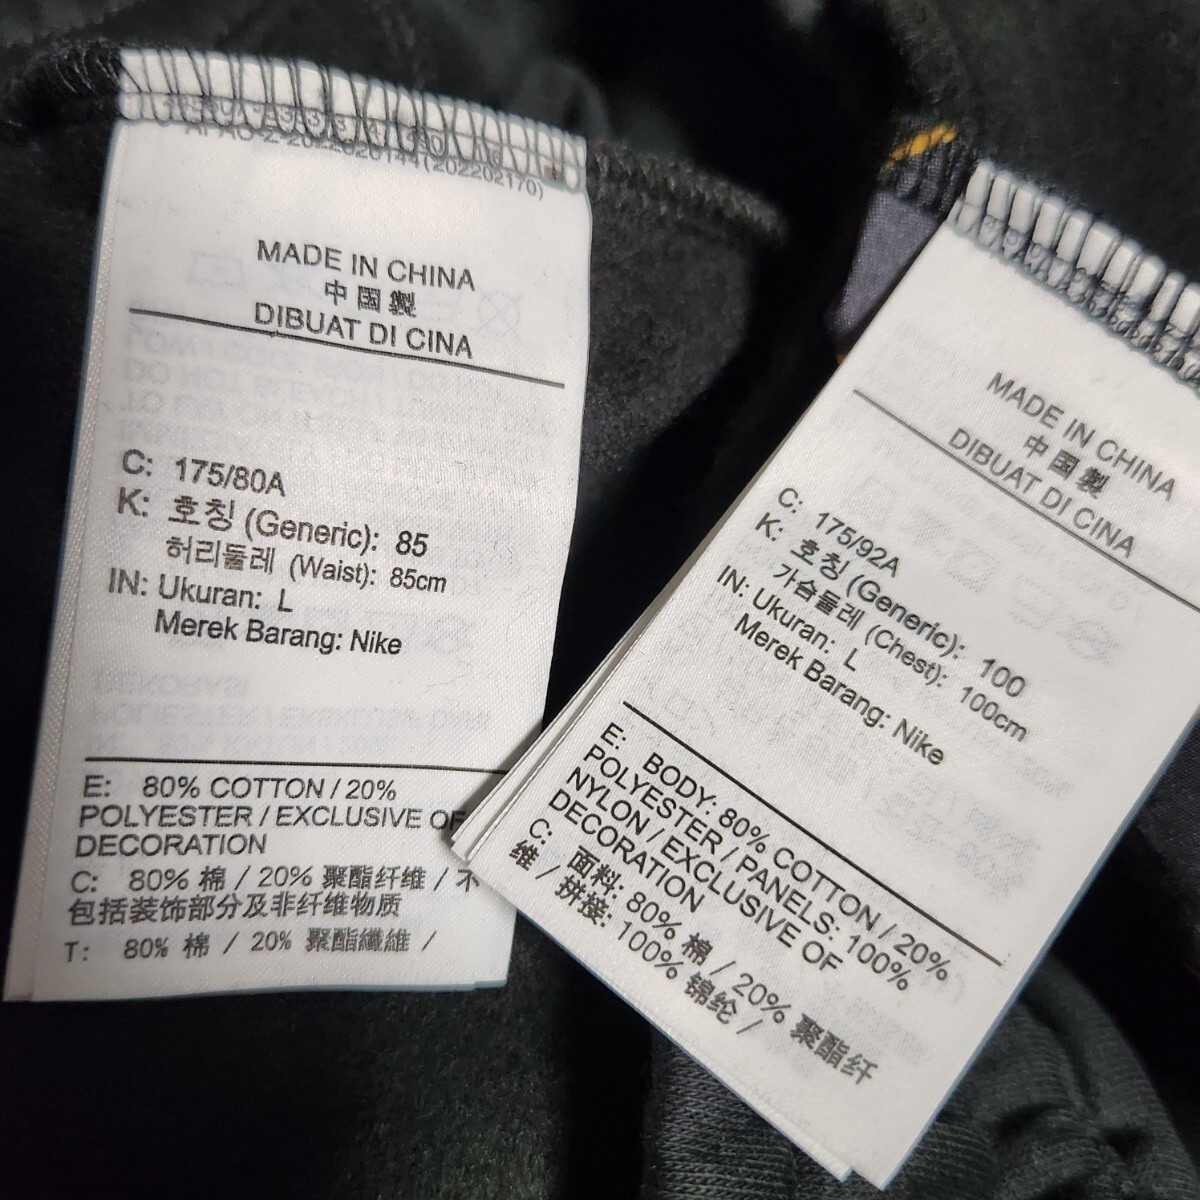 MADE IN CHINA
中国製
DIBUAT DI CINA
C: 175/80A
K: 호칭 (Generic): 85
허리둘레 (Waist): 85cm
IN: Ukuran: L
Merek Barang: Nike
E: 80% COTTON / 20%
POLYESTER / EXCLUSIVE OF
DECORATION
C: 80% 棉 / 20% 聚酯纤维 / 不
包括装饰部分及非纤维物质
T: 80% 棉 / 20% 聚酯纖維 /
MADE IN CHINA
中国製
DIBUAT DI CINA
C: 175/92A
K: 호칭 (Generic): 100
가슴둘레 (Chest): 100cm
IN: Ukuran: L
Merek Barang: Nike
E: BODY: 80% COTTON / 20%
POLYESTER / PANELS: 100%
NYLON / EXCLUSIVE OF
DECORATION
C: 面料: 80% 棉 / 20% 聚酯纤
维 / 拼接: 100% 锦纶 /